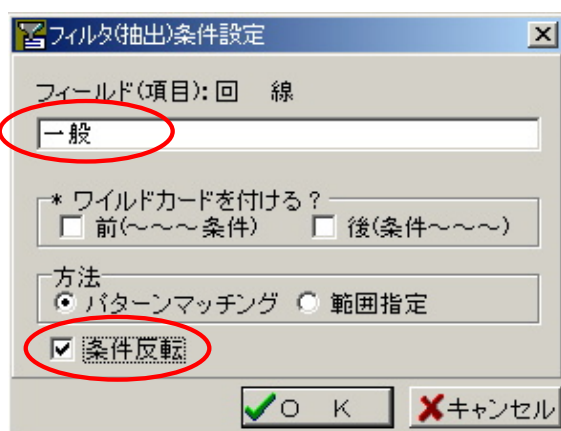 フィルタ(抽出)条件設定
フィールド(項目):回 線
一般
* ワイルドカードを付ける?
前(~~~条件) 後(条件~~~)
方法
パターンマッチング 範囲指定
条件反転
O K キャンセル